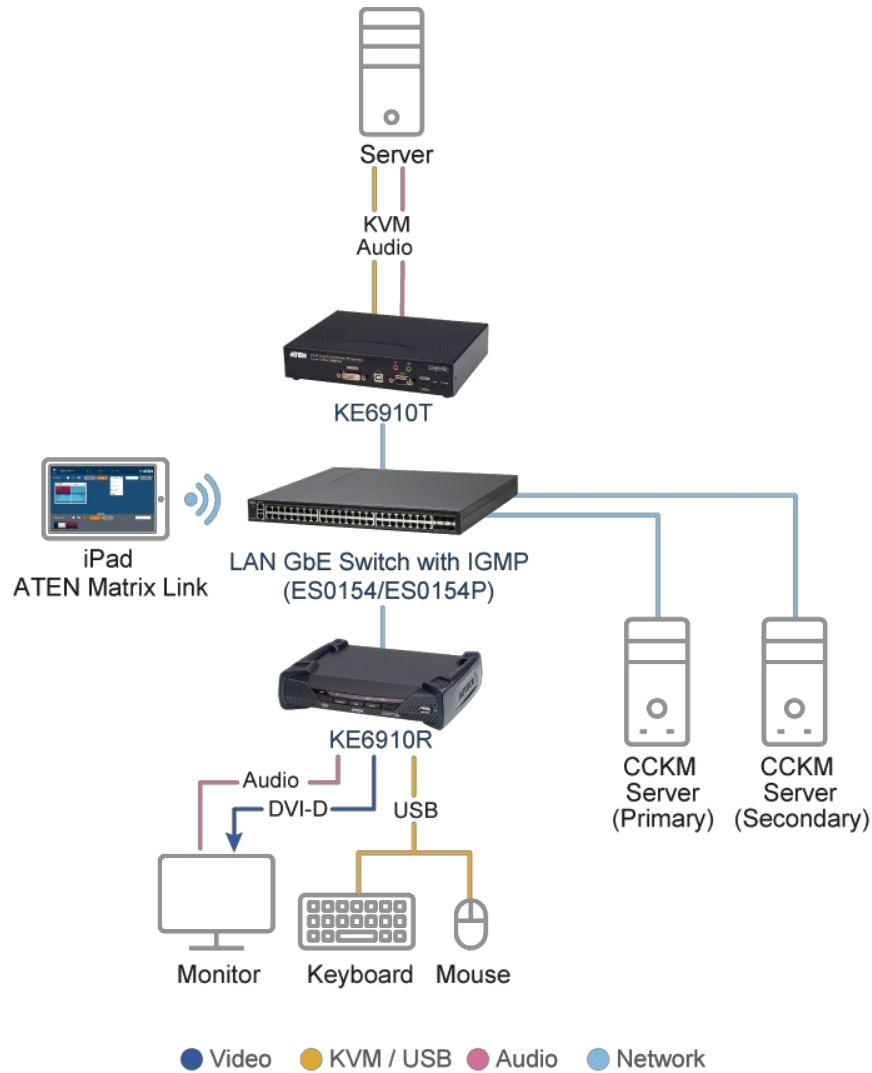 Server
KVM
Audio
ATEN
KE6910T
iPad
ATEN Matrix Link
LAN GbE Switch with IGMP
(ES0154/ES0154P)
KE6910R
CCKM
Server
(Primary)
CCKM
Server
(Secondary)
Audio
DVI-D
USB
Monitor
Keyboard
Mouse
Video
KVM / USB
Audio
Network